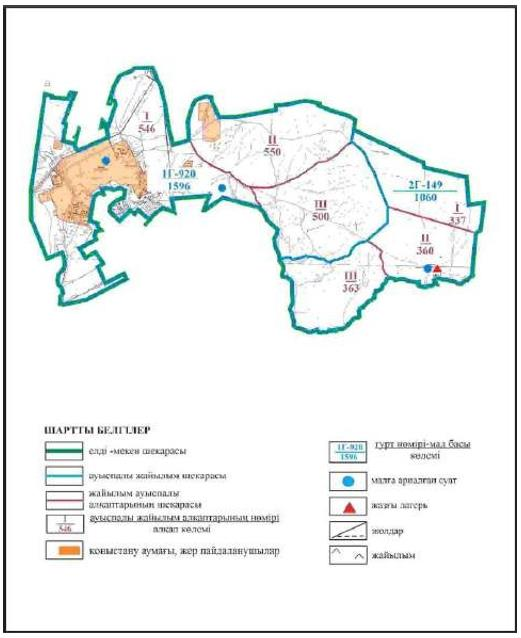 I
546
II
550
1Г-920
1596
2Г-149
1060
III
500
I
337
II
360
III
363
ШАРТТЫ БЕЛГІЛЕР
елді -мекен шекарасы
ауыспалы жайылым шекарасы
жайылым ауыспалы
алқаптарының шекарасы
I
546
ауыспалы жайылым алқаптарының нөмірі
алқап көлемі
қоныстану аумағы, жер пайдаланушылар
1Г-920
1596
гурт нөмірі-мал басы
көлемі
малға арналған суат
жазғы лагерь
жолдар
жайылым